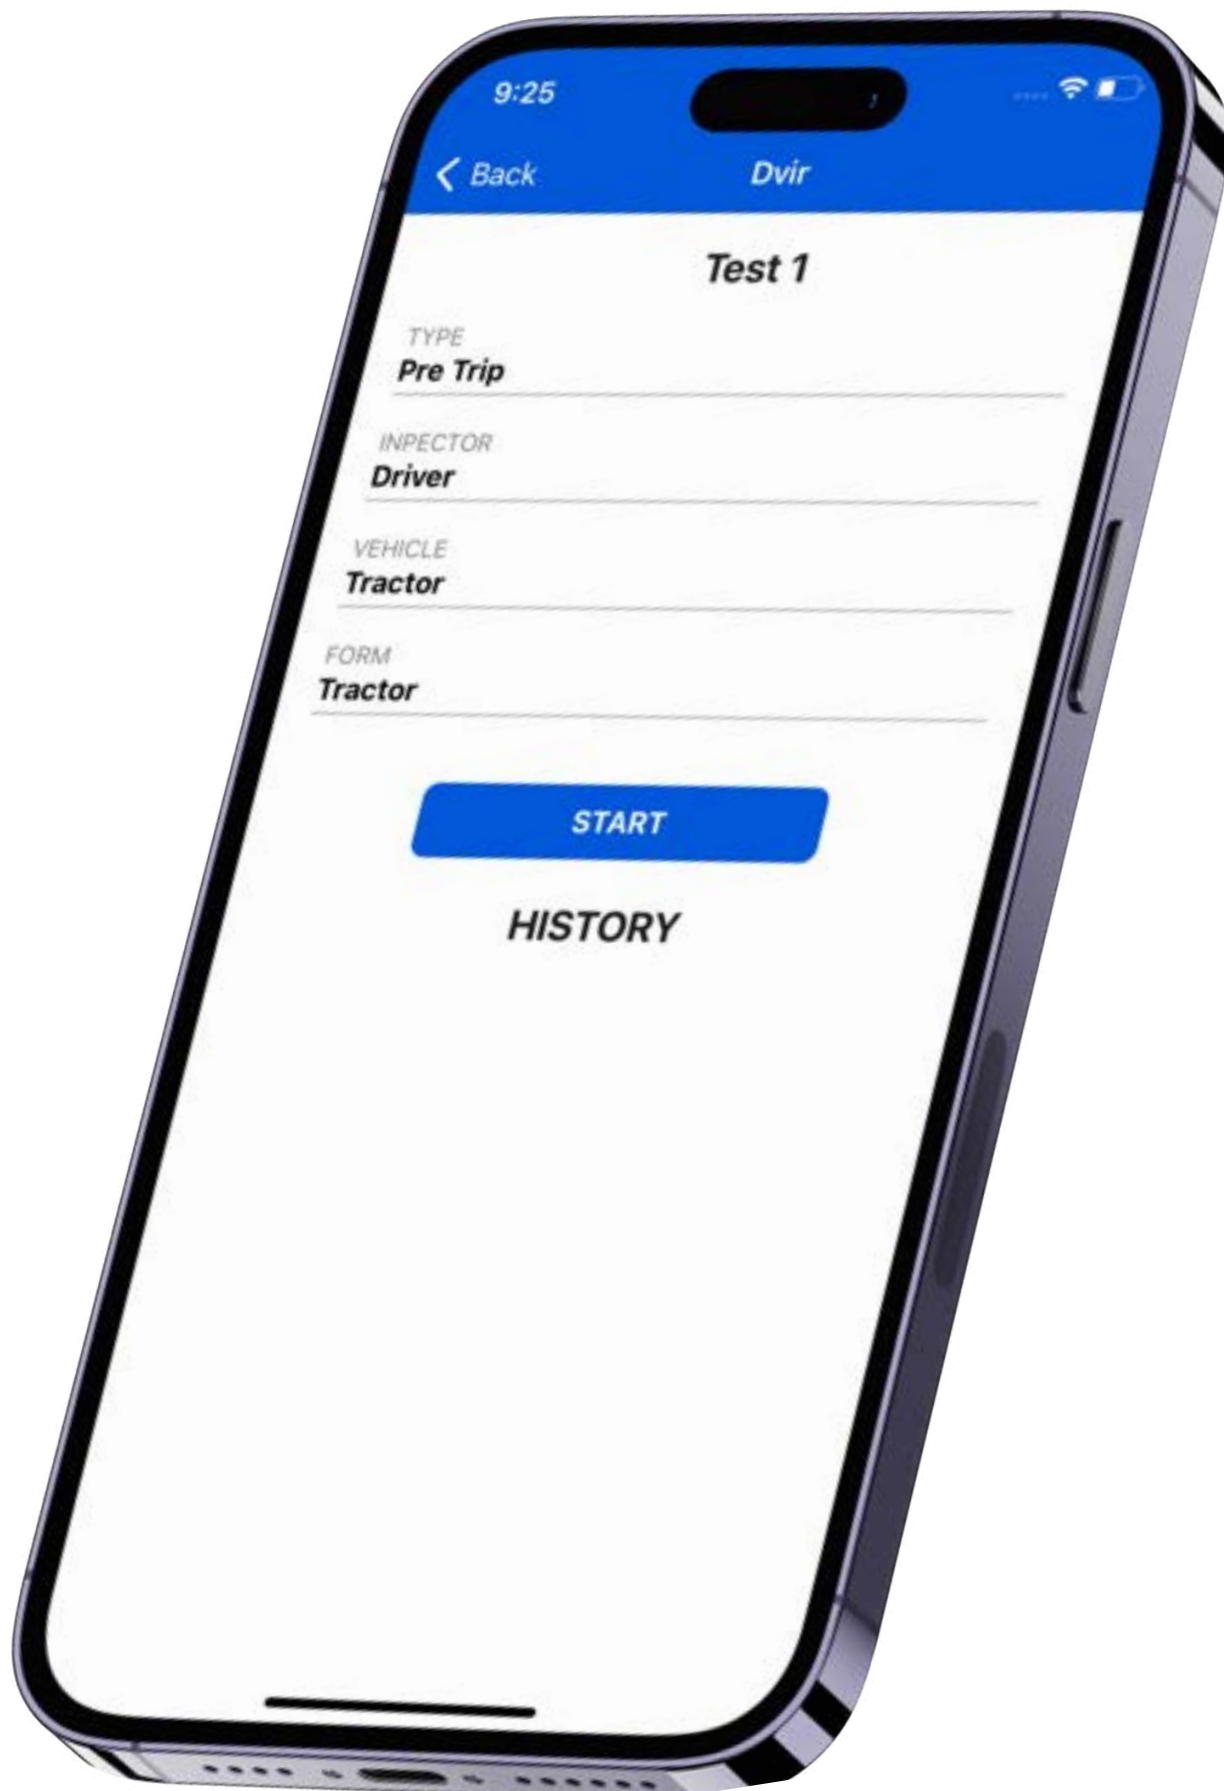 9:25
Back
Dvir
Test 1
TYPE
Pre Trip
INPECTOR
Driver
VEHICLE
Tractor
FORM
Tractor
START
HISTORY